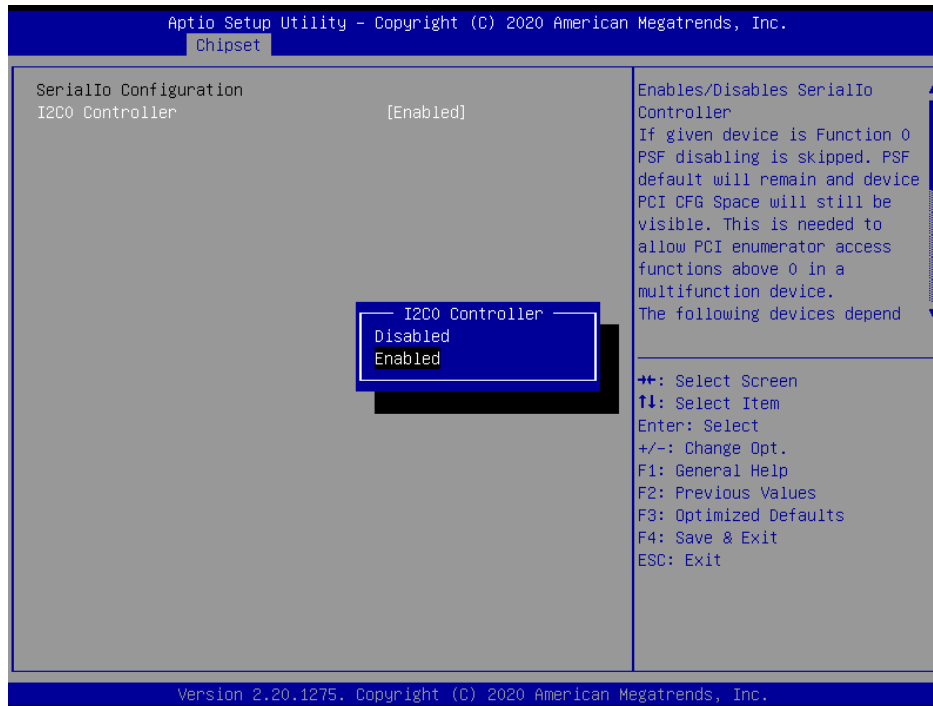 Aptio Setup Utility – Copyright (C) 2020 American Megatrends, Inc.
Chipset
SerialIo Configuration
I2C0 Controller [Enabled]
I2C0 Controller
Disabled
Enabled
Enables/Disables SerialIo
Controller
If given device is Function 0
PSF disabling is skipped. PSF
default will remain and device
PCI CFG Space will still be
visible. This is needed to
allow PCI enumerator access
functions above 0 in a
multifunction device.
The following devices depend
→←: Select Screen
↑↓: Select Item
Enter: Select
+/-: Change Opt.
F1: General Help
F2: Previous Values
F3: Optimized Defaults
F4: Save & Exit
ESC: Exit
Version 2.20.1275. Copyright (C) 2020 American Megatrends, Inc.